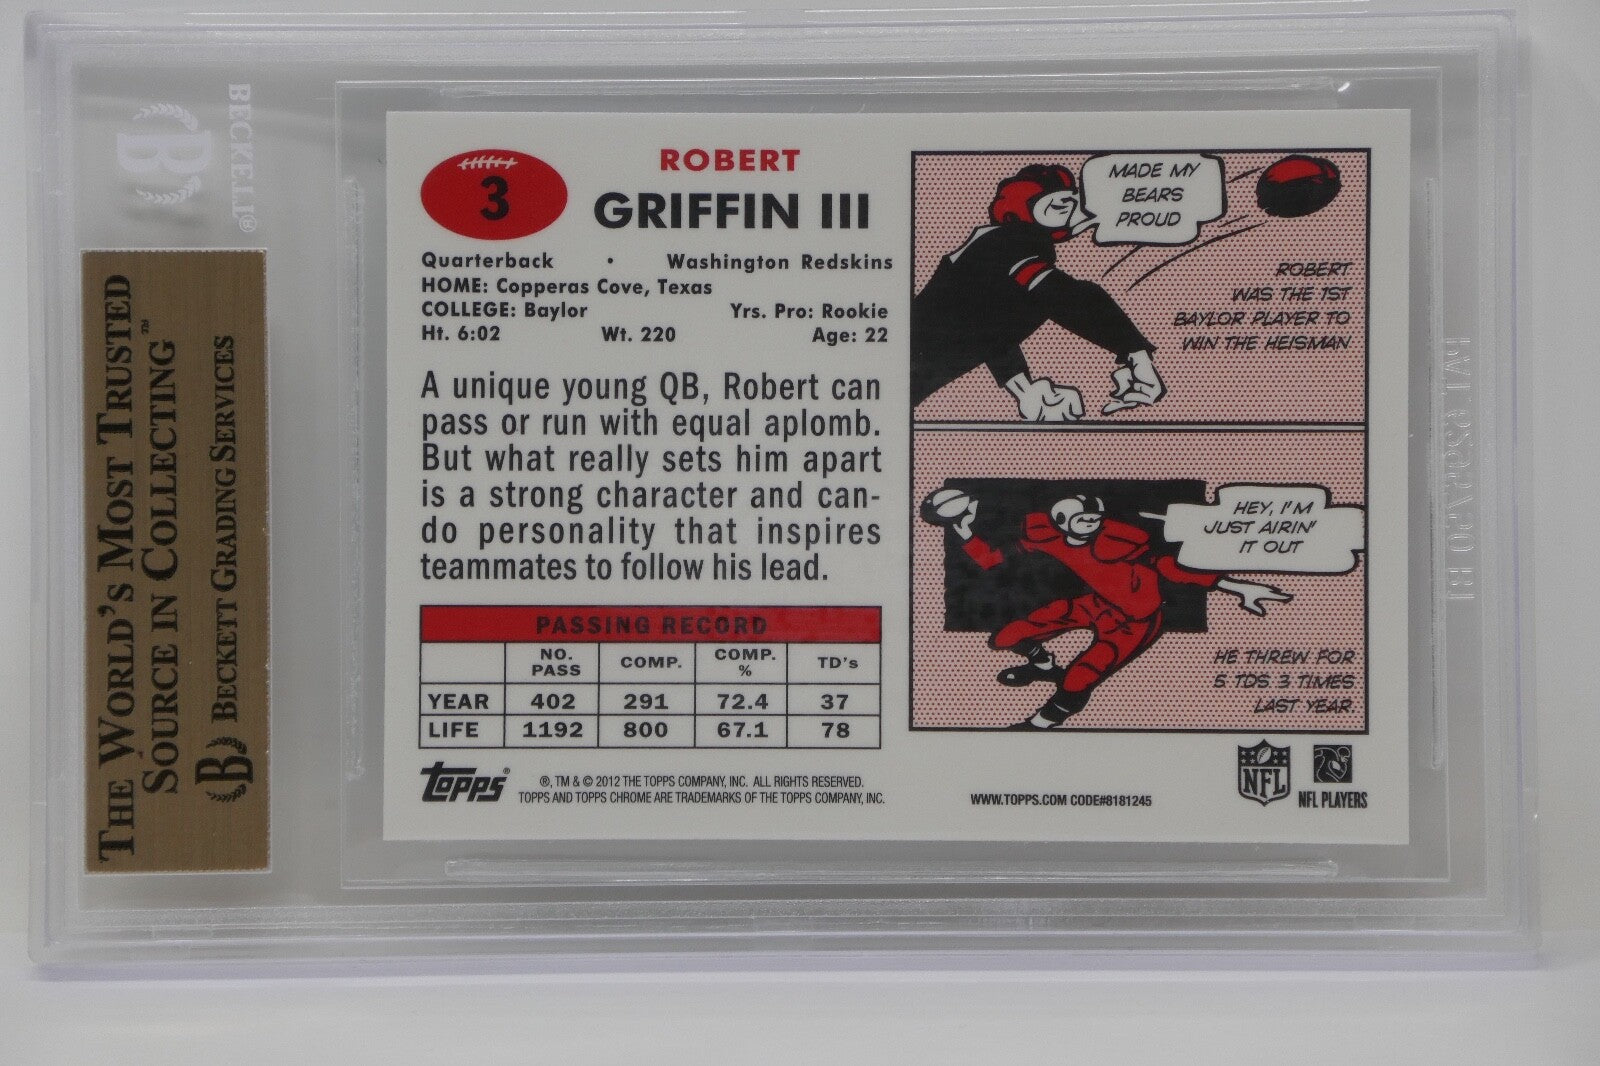 BECKETT®
THE WORLD'S MOST TRUSTED
SOURCE IN COLLECTING™
BECKETT GRADING SERVICES
B
B
3
ROBERT
GRIFFIN III
Quarterback • Washington Redskins
HOME: Copperas Cove, Texas
COLLEGE: Baylor Yrs. Pro: Rookie
Ht. 6:02 Wt. 220 Age: 22
A unique young QB, Robert can
pass or run with equal aplomb.
But what really sets him apart
is a strong character and can-
do personality that inspires
teammates to follow his lead.
PASSING RECORD
NO. PASS COMP. COMP. % TD's
YEAR 402 291 72.4 37
LIFE 1192 800 67.1 78
Topps®
®, TM & © 2012 THE TOPPS COMPANY, INC. ALL RIGHTS RESERVED.
TOPPS AND TOPPS CHROME ARE TRADEMARKS OF THE TOPPS COMPANY, INC.
MADE MY
BEARS
PROUD
ROBERT
WAS THE 1ST
BAYLOR PLAYER TO
WIN THE HEISMAN
HEY, I'M
JUST AIRIN'
IT OUT
HE THREW FOR
5 TDS 3 TIMES
LAST YEAR
WWW.TOPPS.COM CODE#8181245
NFL
NFL PLAYERS